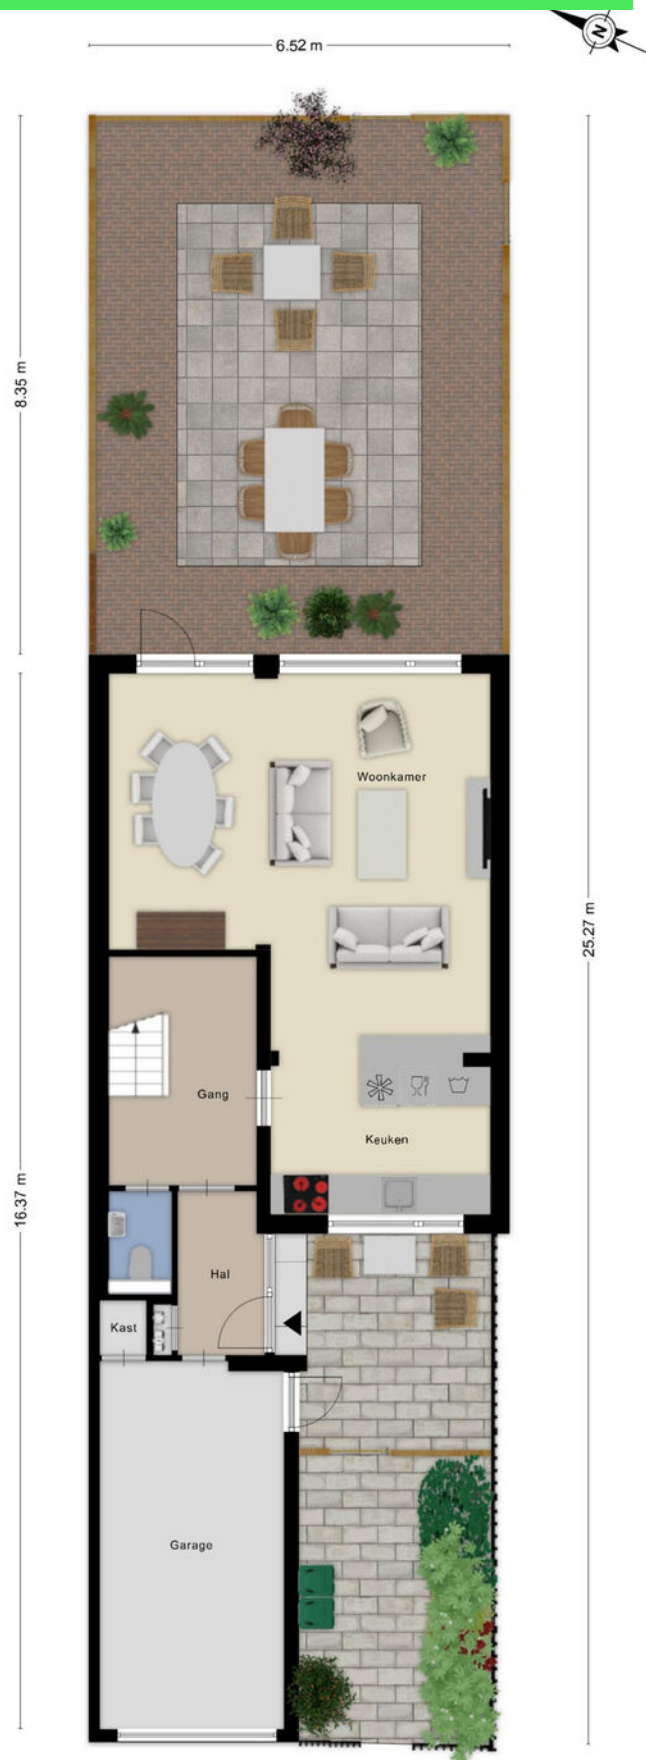 6.52 m
N
8.35 m
Woonkamer
25.27 m
Gang
Keuken
16.37 m
Hal
Kast
Garage